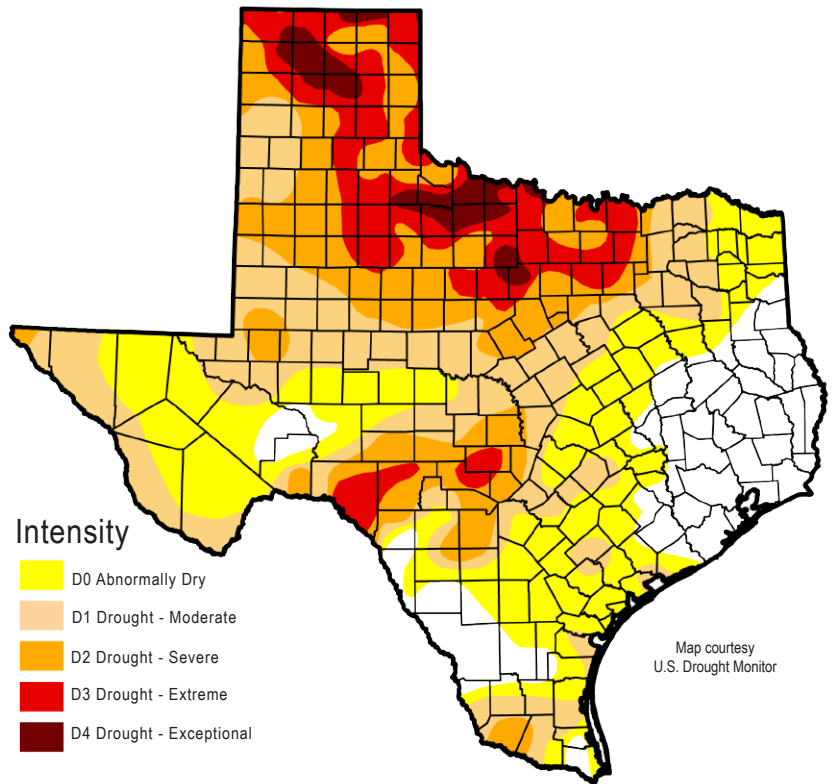 Intensity
D0 Abnormally Dry
D1 Drought - Moderate
D2 Drought - Severe
D3 Drought - Extreme
D4 Drought - Exceptional
Map courtesy
U.S. Drought Monitor